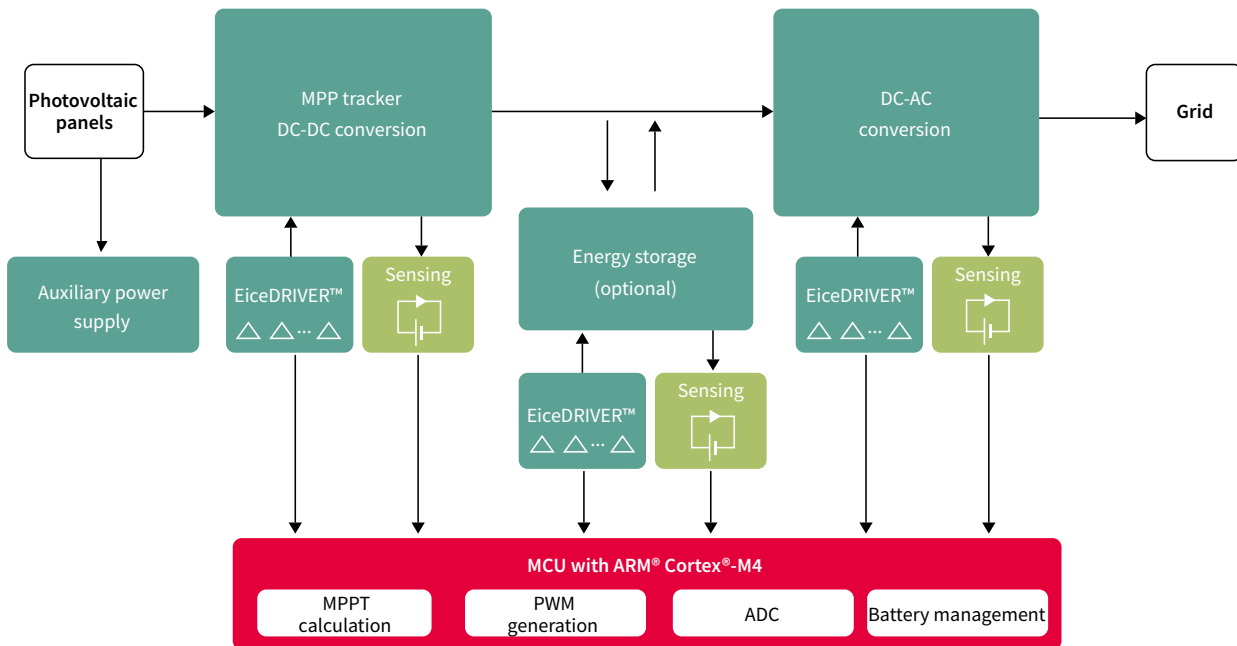 Photovoltaic
panels
MPP tracker
DC-DC conversion
DC-AC
conversion
Grid
Auxiliary power
supply
EiceDRIVER™
...
Sensing
Energy storage
(optional)
EiceDRIVER™
...
Sensing
EiceDRIVER™
...
Sensing
MCU with ARM® Cortex®-M4
MPPT
calculation
PWM
generation
ADC
Battery management